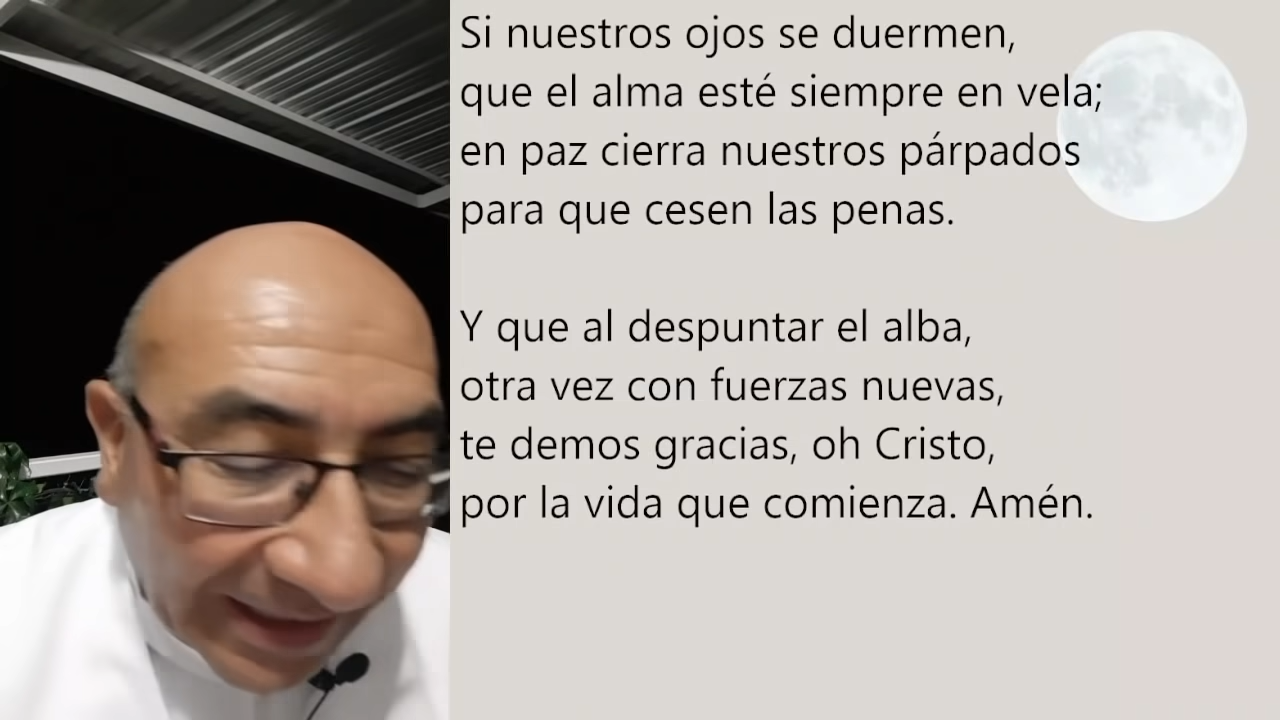 Si nuestros ojos se duermen,
que el alma esté siempre en vela;
en paz cierra nuestros párpados
para que cesen las penas.
Y que al despuntar el alba,
otra vez con fuerzas nuevas,
te demos gracias, oh Cristo,
por la vida que comienza. Amén.